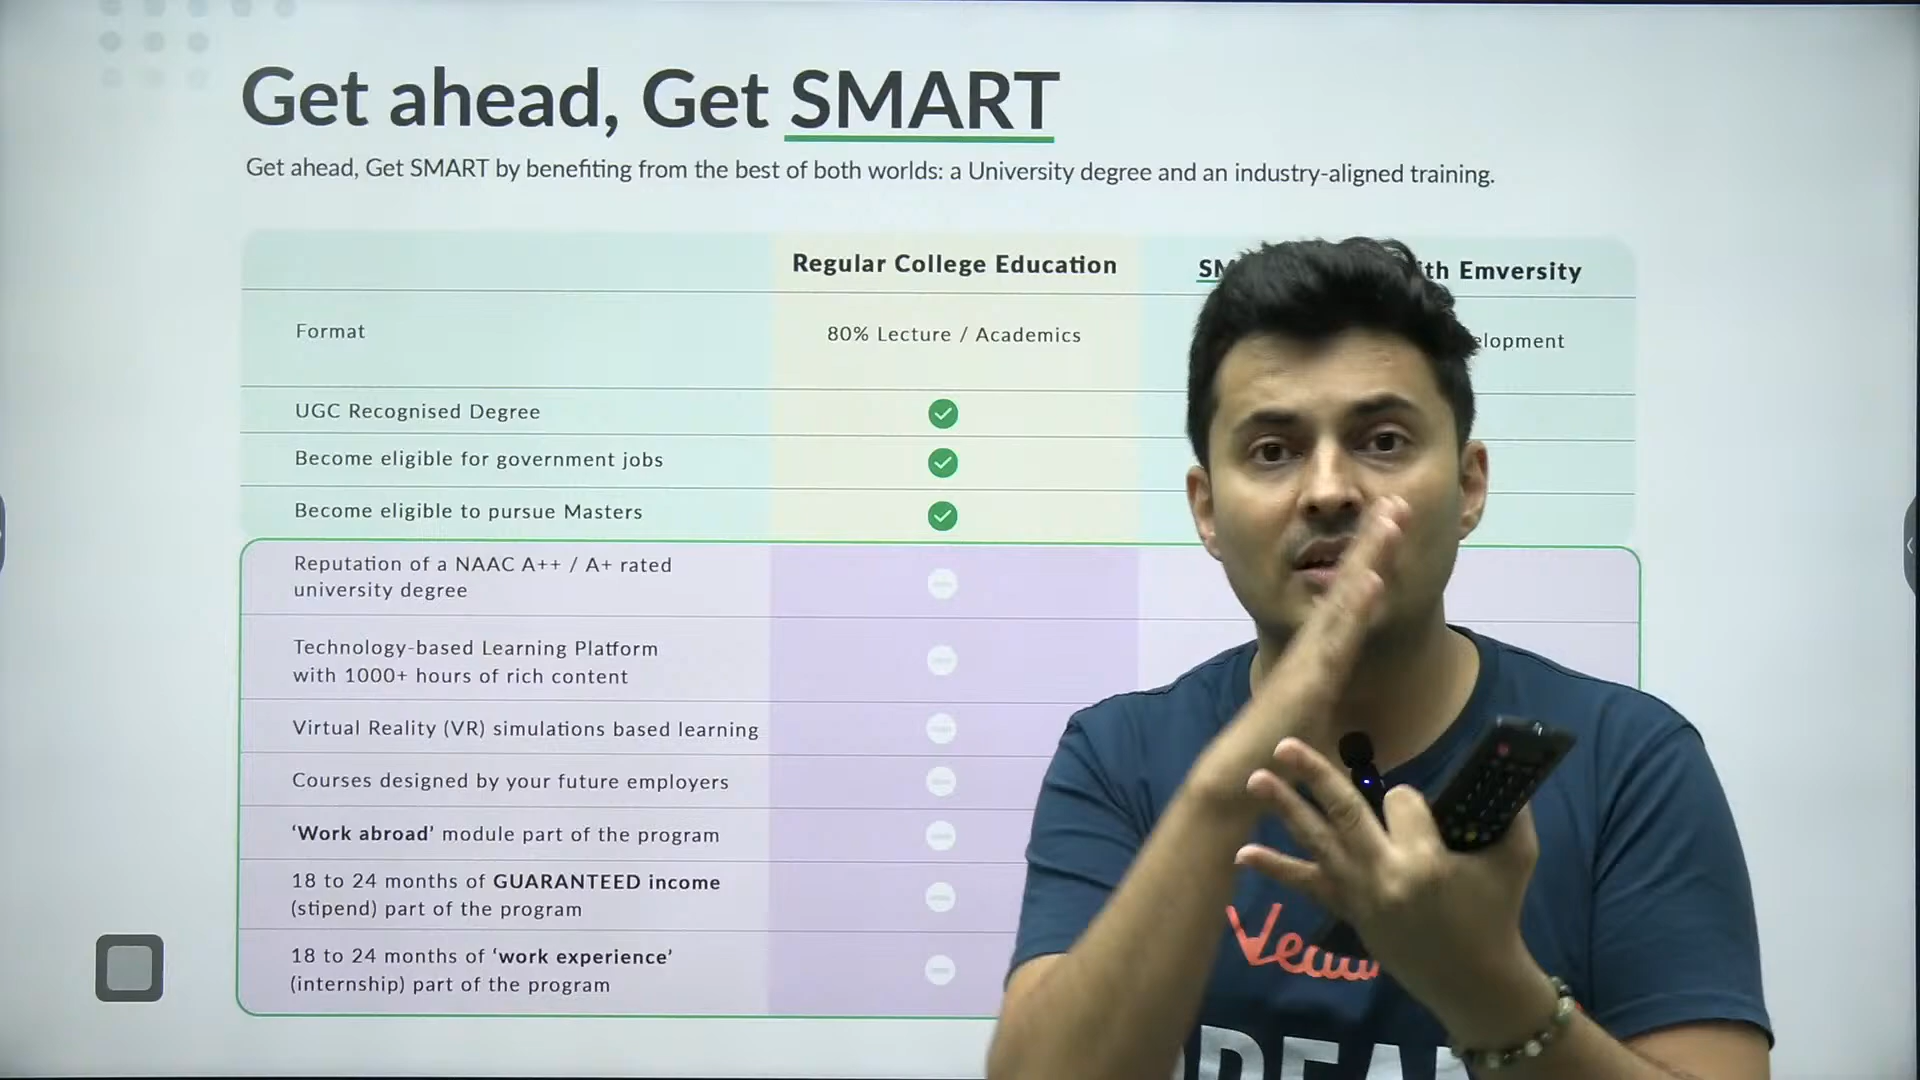 Get ahead, Get SMART
Get ahead, Get SMART by benefiting from the best of both worlds: a University degree and an industry-aligned training.
Regular College Education
Emversity
Format
80% Lecture / Academics
UGC Recognised Degree
Become eligible for government jobs
Become eligible to pursue Masters
Reputation of a NAAC A++ / A+ rated
university degree
Technology-based Learning Platform
with 1000+ hours of rich content
Virtual Reality (VR) simulations based learning
Courses designed by your future employers
‘Work abroad’ module part of the program
18 to 24 months of GUARANTEED income
(stipend) part of the program
18 to 24 months of ‘work experience’
(internship) part of the program